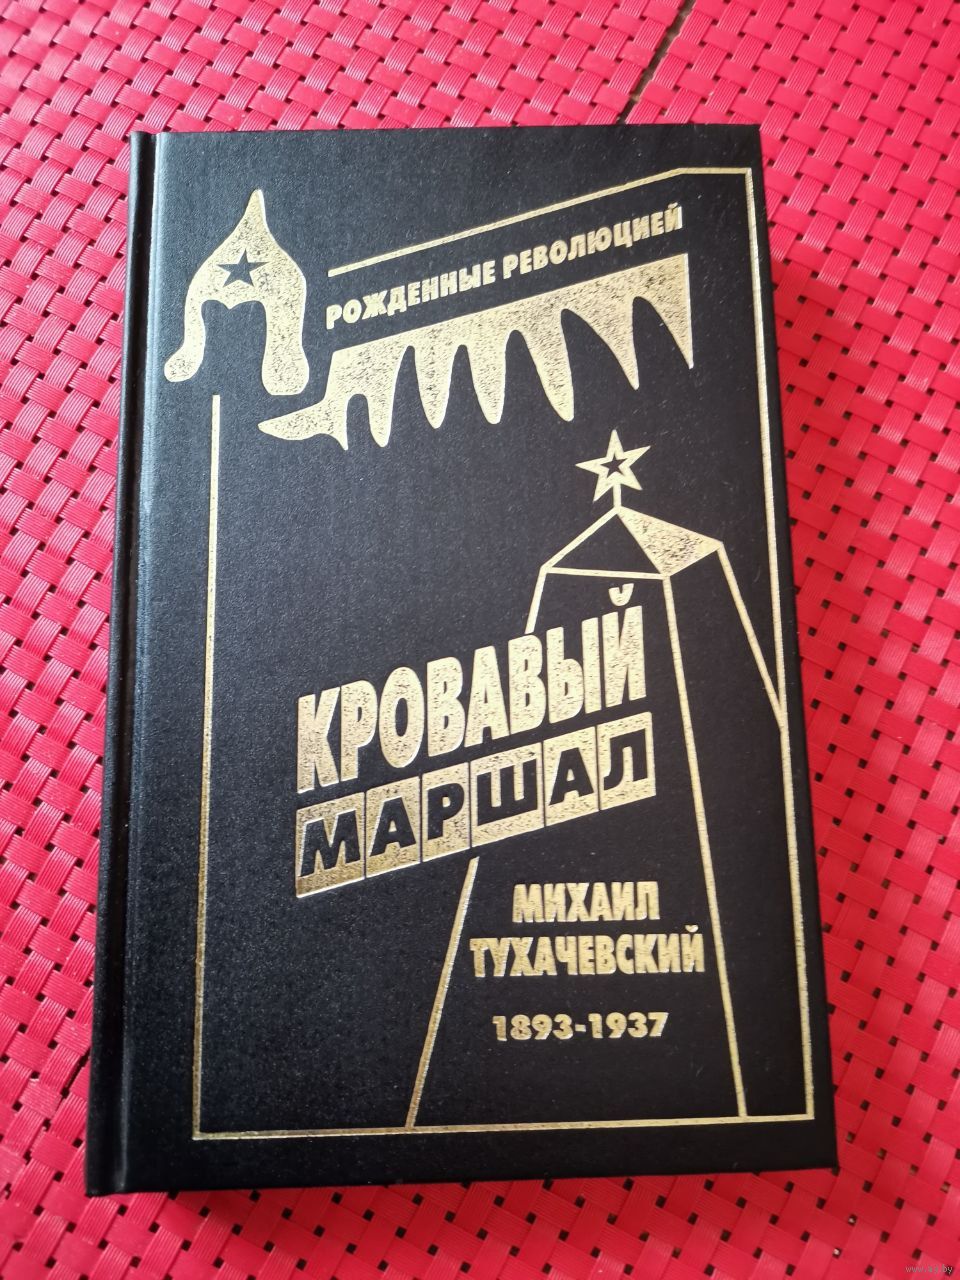 РОЖДЕННЫЕ РЕВОЛЮЦИЕЙ
КРОВАВЫЙ
МАРШАЛ
МИХАИЛ
ТУХАЧЕВСКИЙ
1893-1937